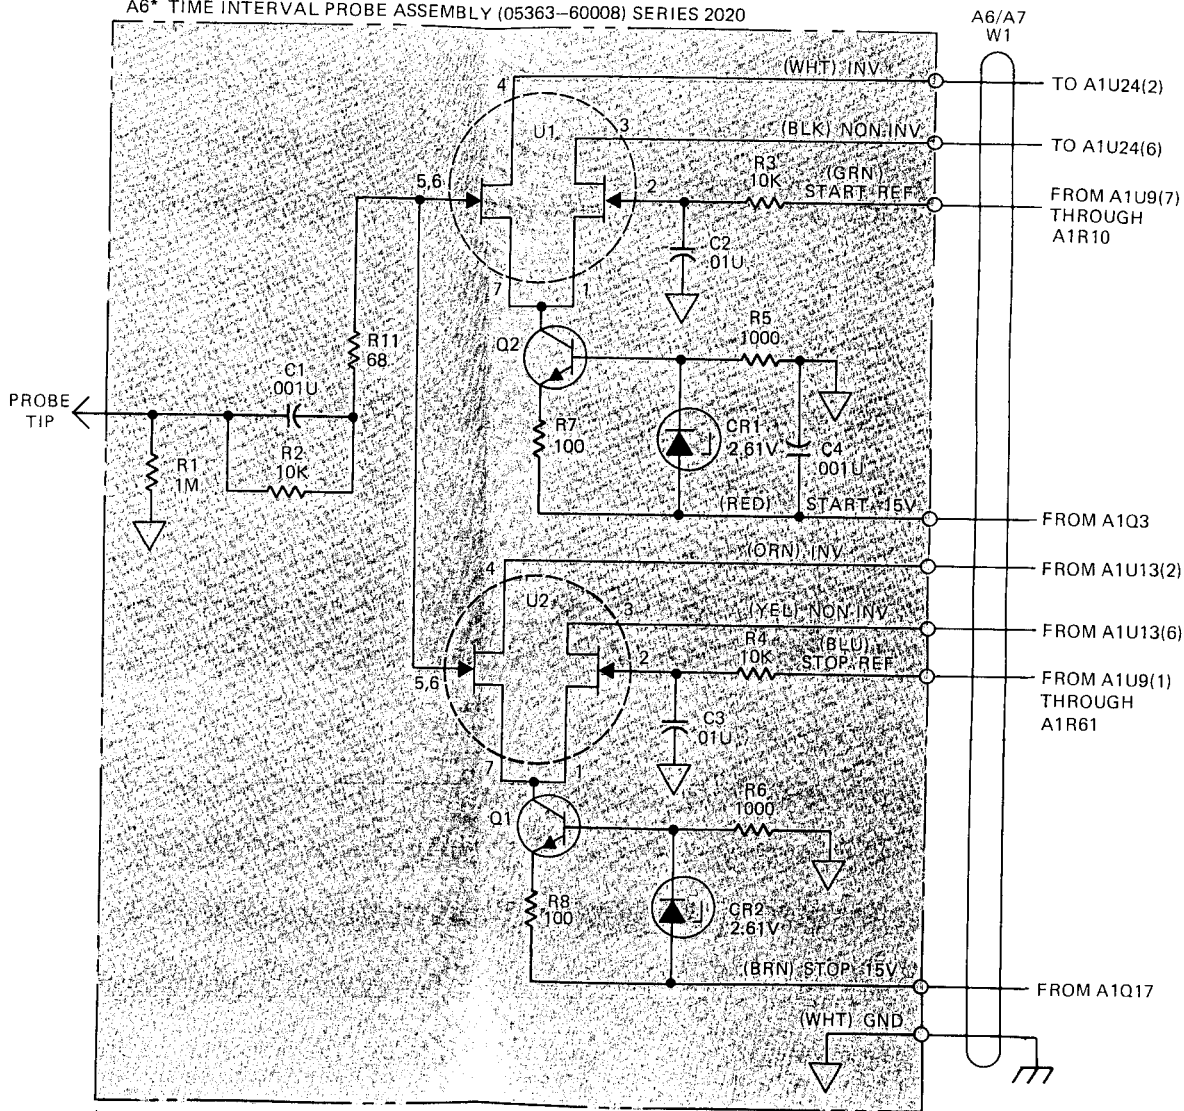 A6* TIME INTERVAL PROBE ASSEMBLY (05363-60008) SERIES 2020
A6/A7
W1
(WHT) INV
TO A1U24(2)
4
U1
3
(BLK) NON INV
TO A1U24(6)
5,6
2
R3
10K
(GRN)
START REF
FROM A1U9(7)
THROUGH
A1R10
C2
.01U
7
1
R11
68
Q2
R5
1000
C1
.001U
PROBE
TIP
R7
100
CR1
2.61V
C4
.001U
R1
1M
R2
10K
(RED) START -15V
FROM A1Q3
(ORN) INV
FROM A1U13(2)
4
U2
3
(YEL) NON INV
FROM A1U13(6)
5,6
2
R4
10K
(BLU)
STOP REF
FROM A1U9(1)
THROUGH
A1R61
C3
.01U
7
1
Q1
R6
1000
R8
100
CR2
2.61V
(BRN) STOP -15V
FROM A1Q17
(WHT) GND